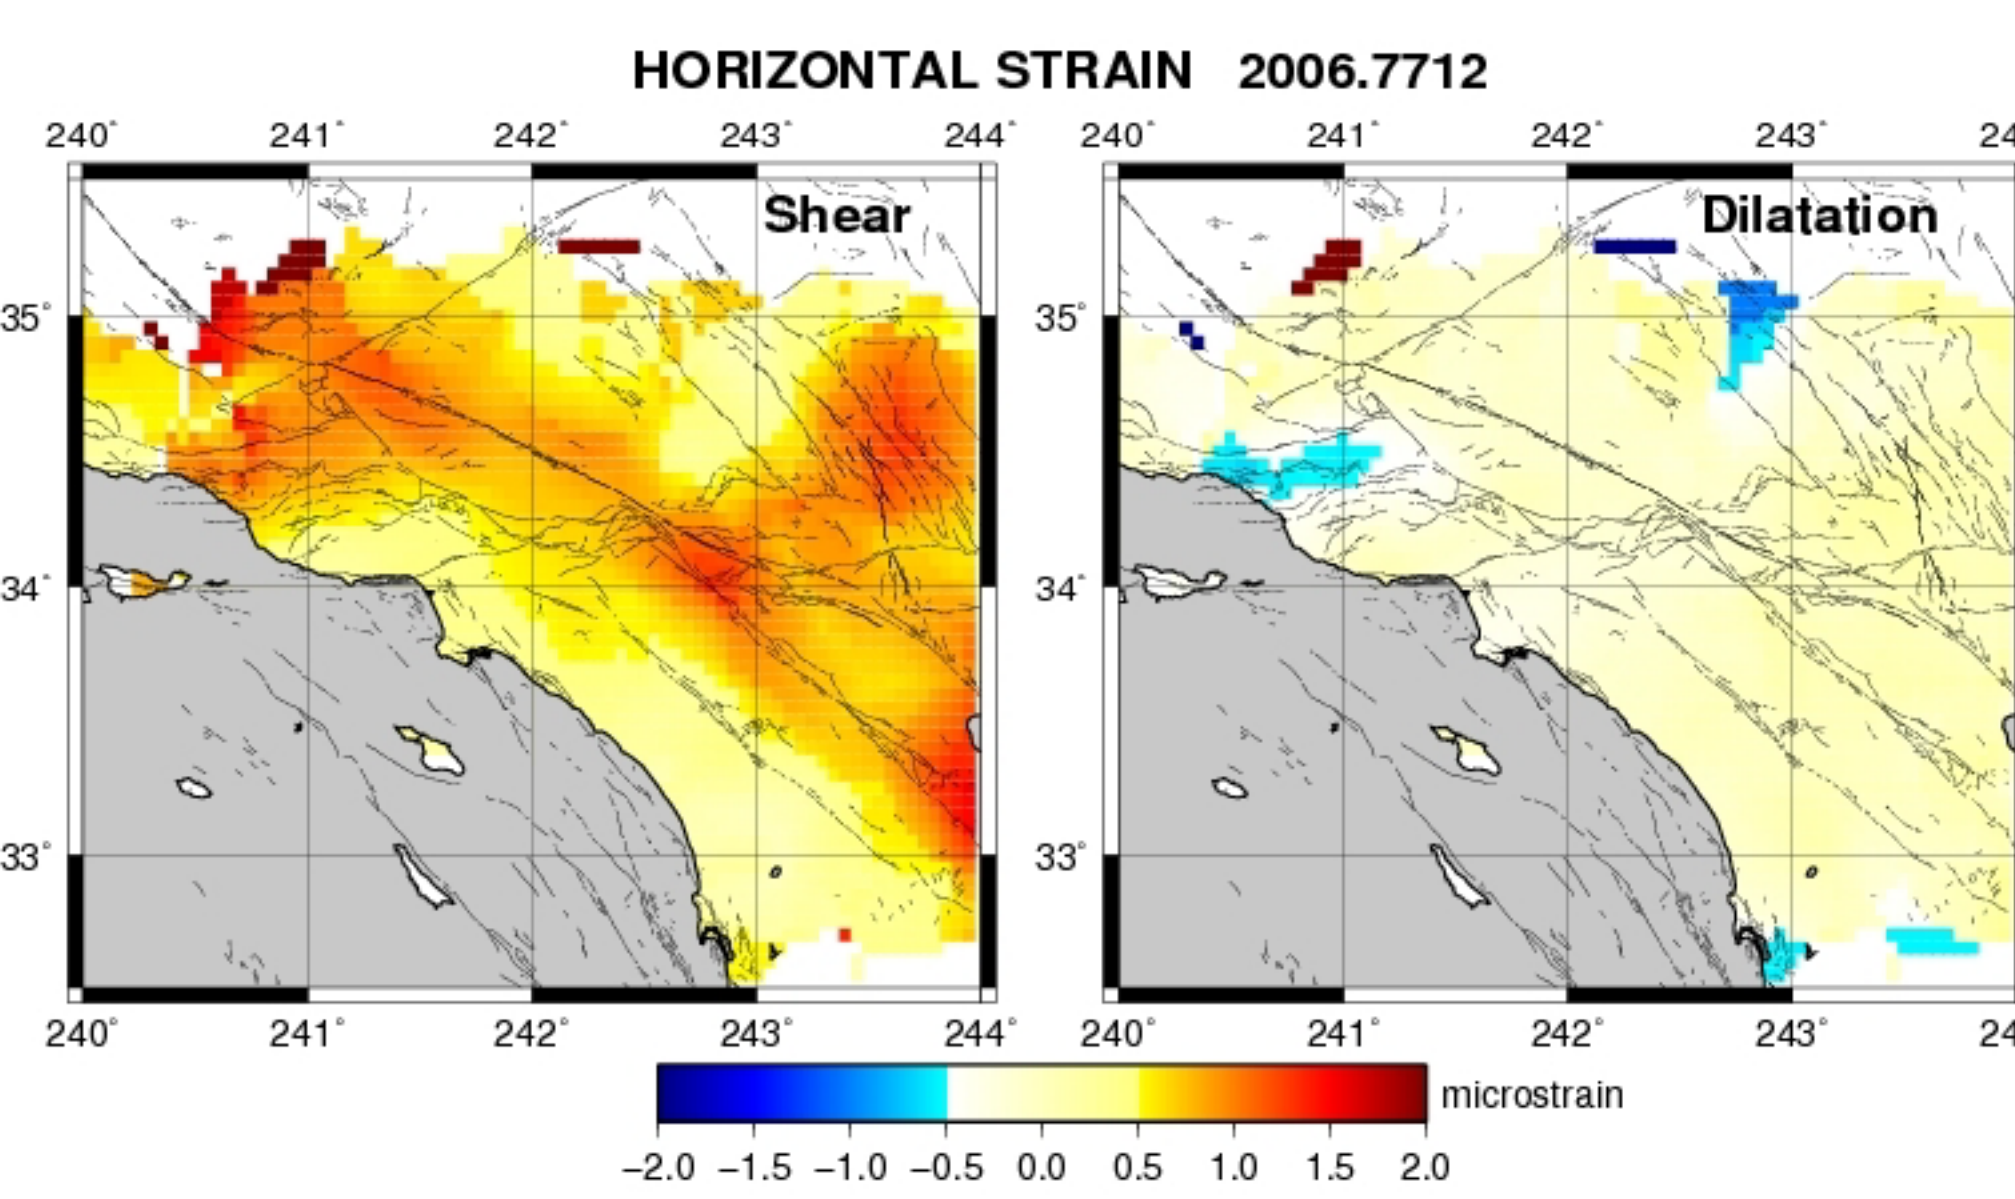 HORIZONTAL STRAIN 2006.7712
240° 241° 242° 243° 244° 240° 241° 242° 243° 24
Shear Dilatation
35° 35°
34° 34°
33° 33°
240° 241° 242° 243° 244° 240° 241° 242° 243° 24
microstrain
−2.0 −1.5 −1.0 −0.5 0.0 0.5 1.0 1.5 2.0